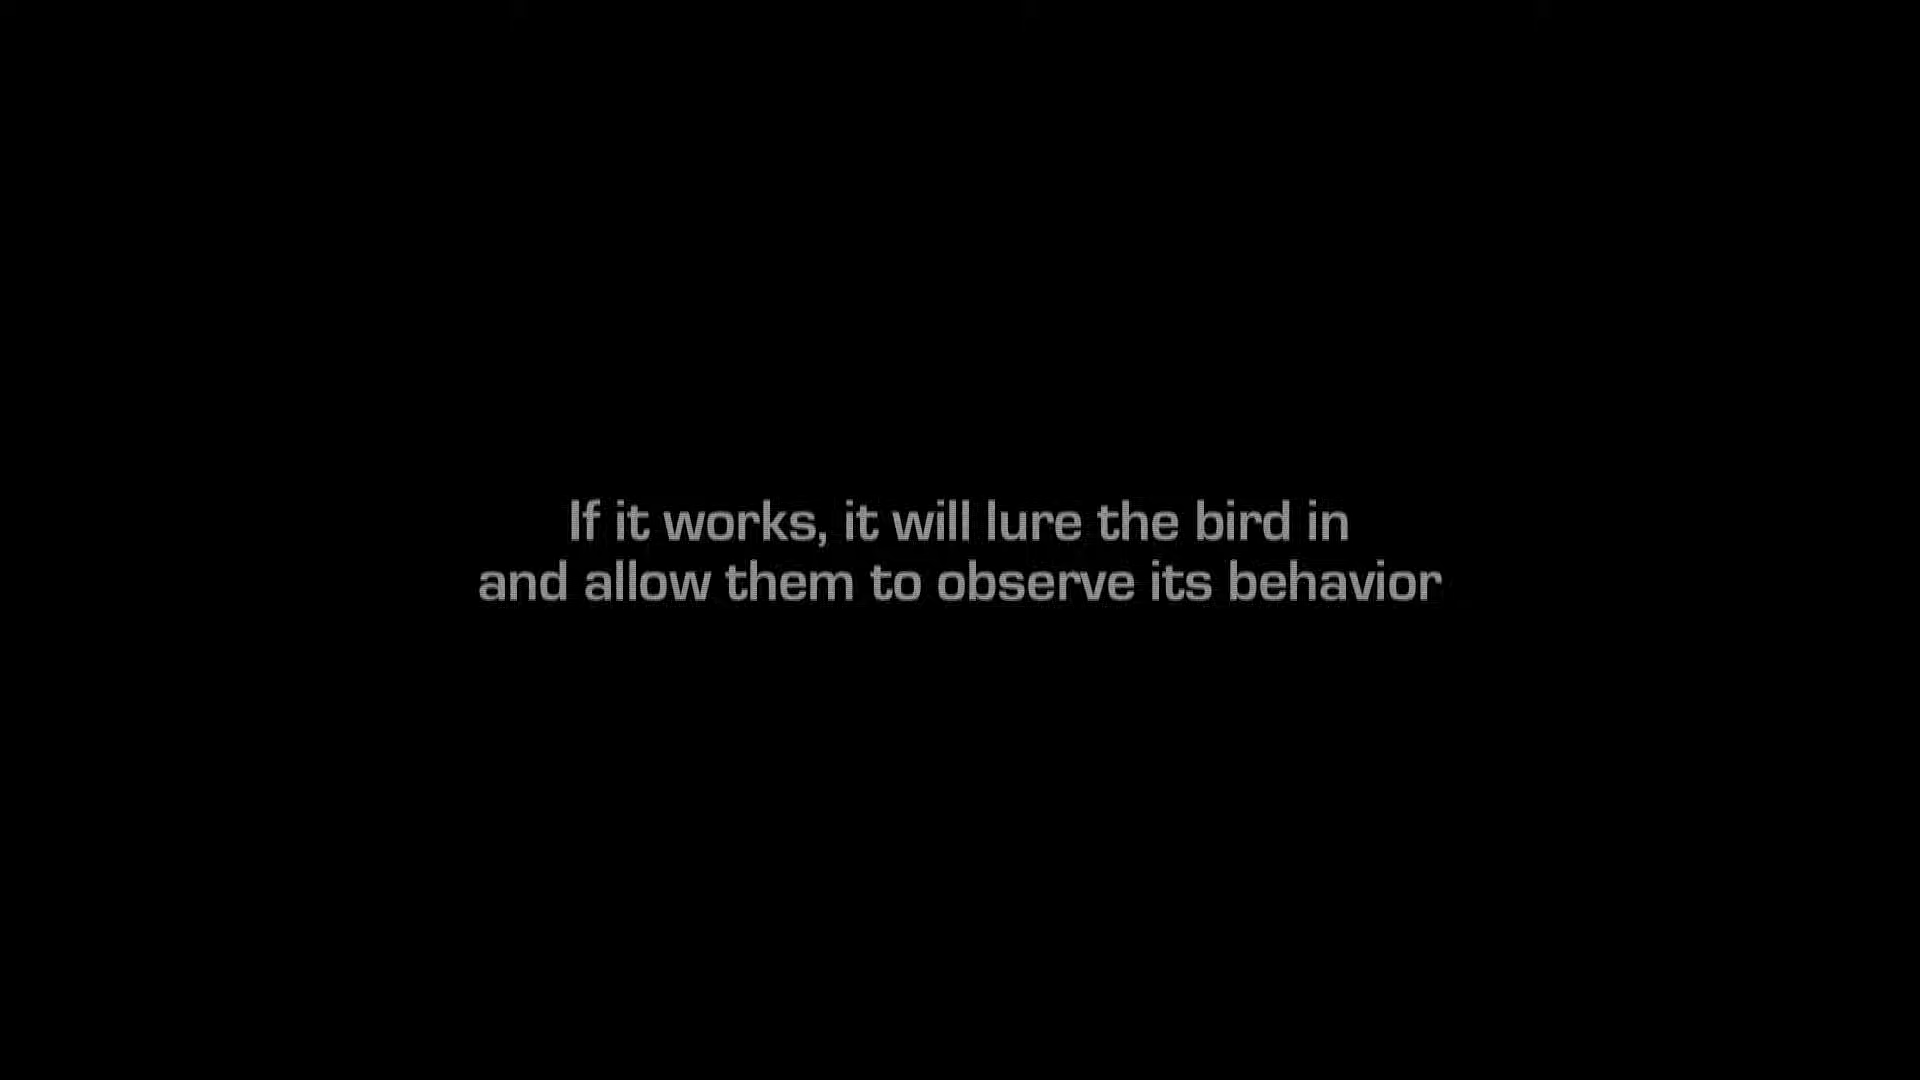 If it works, it will lure the bird in
and allow them to observe its behavior